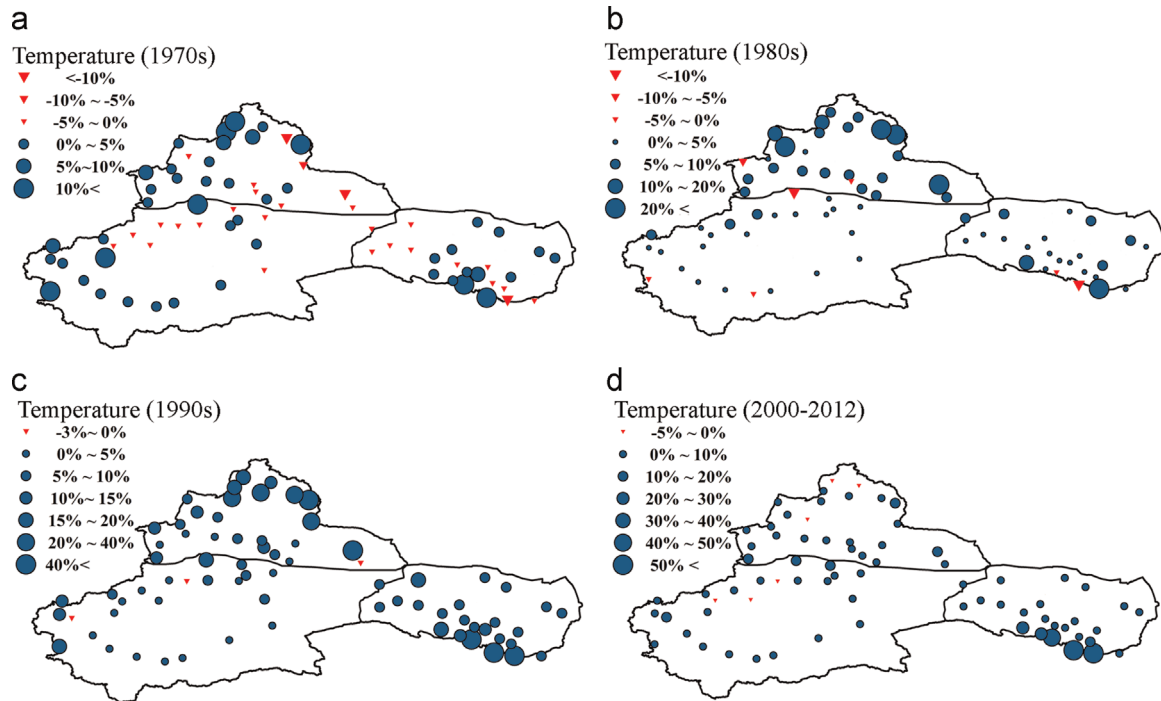 a
Temperature (1970s)
<-10%
-10% ~ -5%
-5% ~ 0%
0% ~ 5%
5%~10%
10%<
b
Temperature (1980s)
<-10%
-10% ~ -5%
-5% ~ 0%
0% ~ 5%
5% ~ 10%
10% ~ 20%
20% <
c
Temperature (1990s)
-3%~ 0%
0% ~ 5%
5% ~ 10%
10% ~ 15%
15% ~ 20%
20% ~ 40%
40%<
d
Temperature (2000-2012)
-5% ~ 0%
0% ~ 10%
10% ~ 20%
20% ~ 30%
30% ~ 40%
40% ~ 50%
50% <